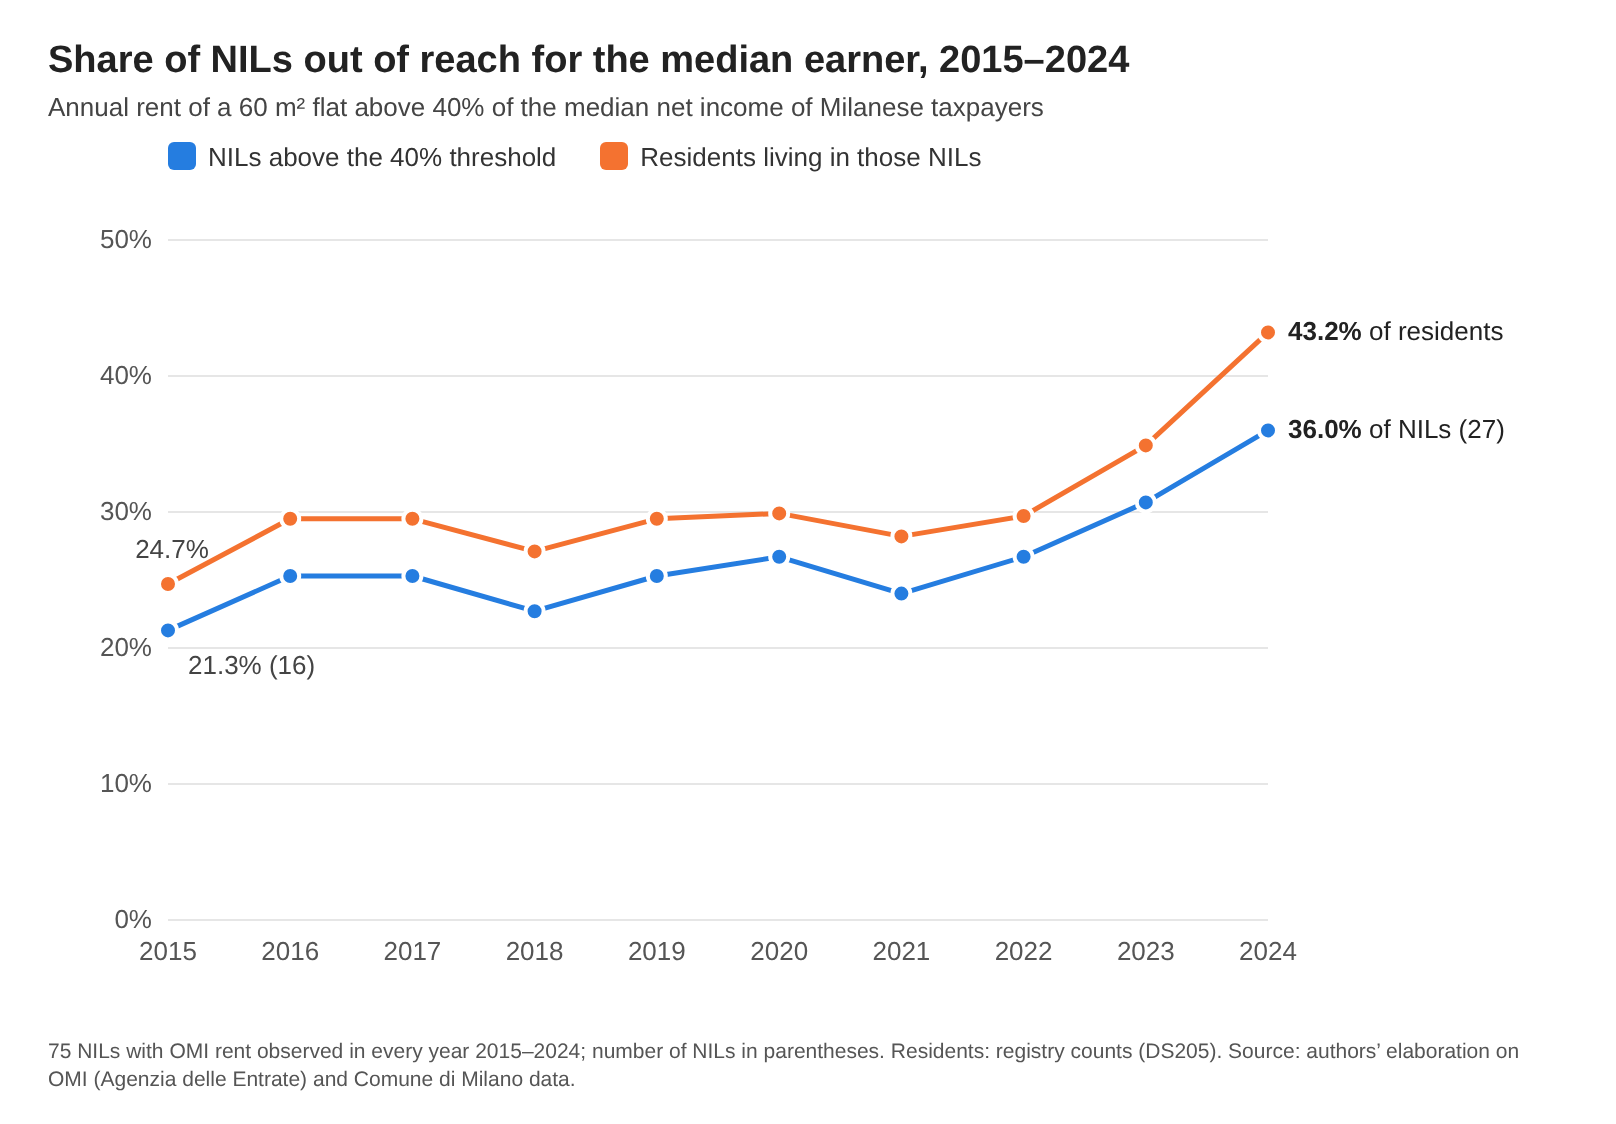 Share of NILs out of reach for the median earner, 2015–2024
Annual rent of a 60 m² flat above 40% of the median net income of Milanese taxpayers
NILs above the 40% threshold
Residents living in those NILs
50%
43.2% of residents
40%
36.0% of NILs (27)
30%
24.7%
20%
21.3% (16)
10%
0%
2015 2016 2017 2018 2019 2020 2021 2022 2023 2024
75 NILs with OMI rent observed in every year 2015–2024; number of NILs in parentheses. Residents: registry counts (DS205). Source: authors’ elaboration on
OMI (Agenzia delle Entrate) and Comune di Milano data.